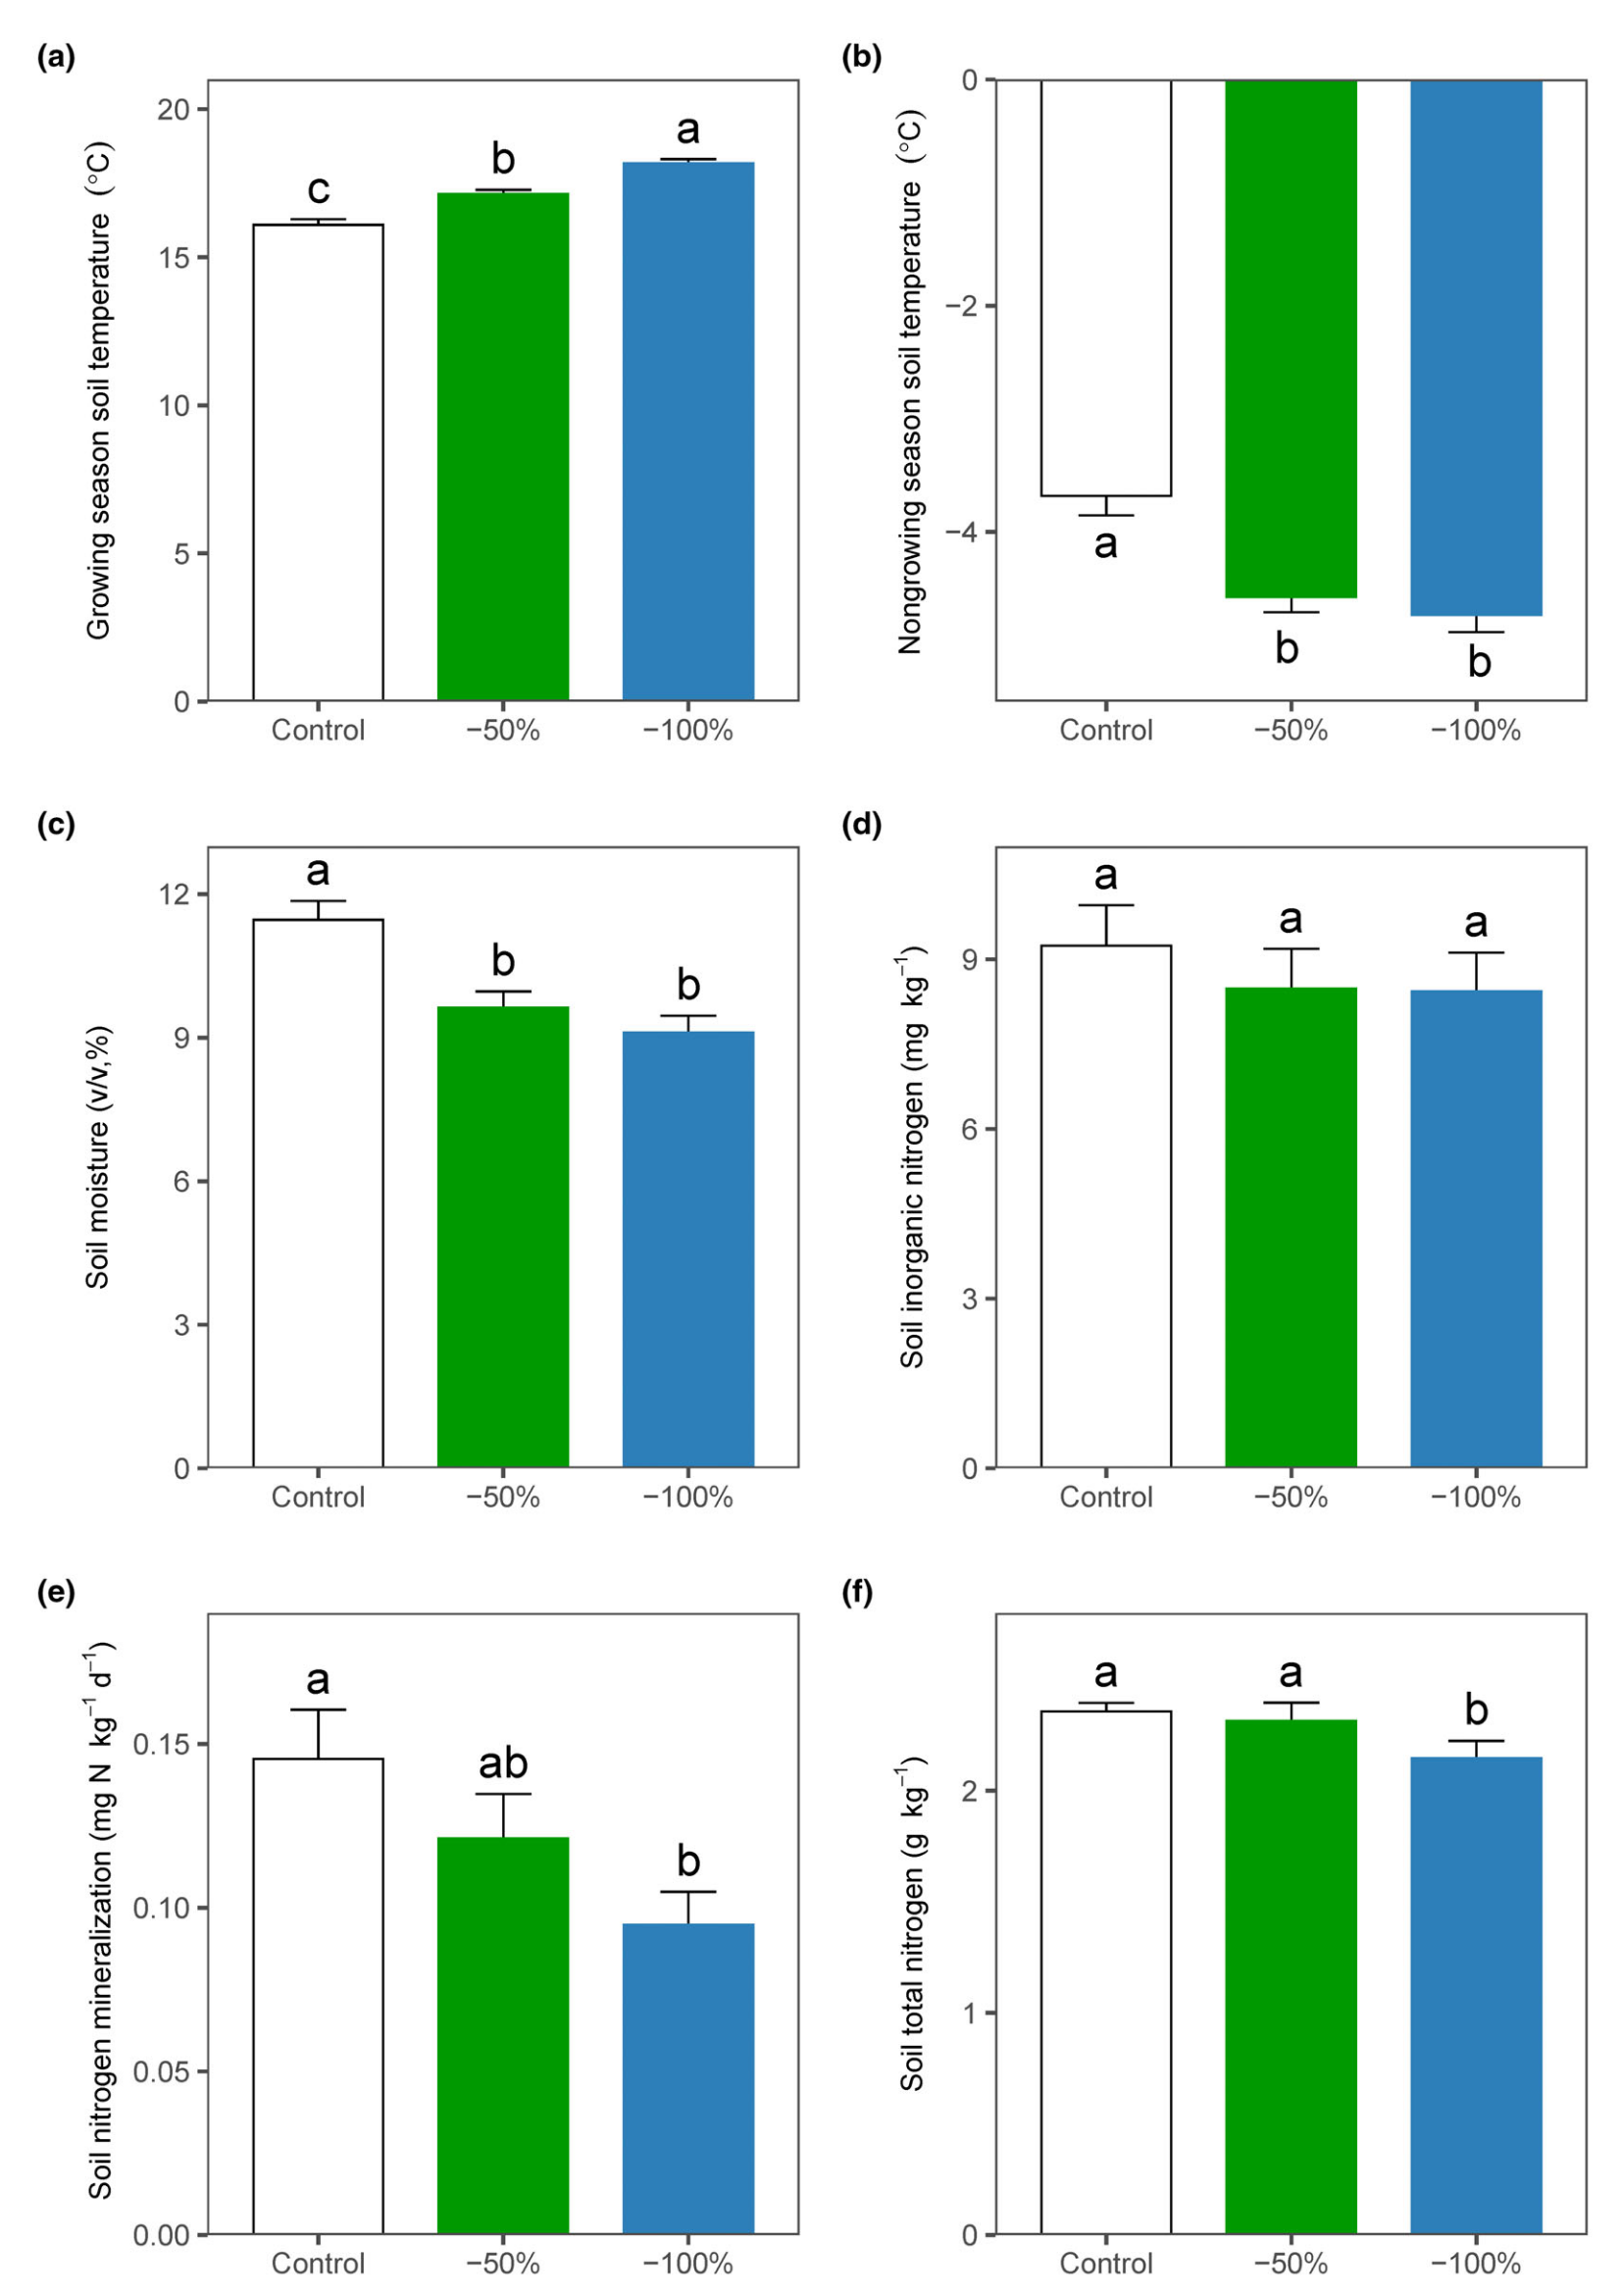 (a)
Growing season soil temperature (°C)
20
15
10
5
0
c
b
a
Control
−50%
−100%
(b)
Nongrowing season soil temperature (°C)
0
−2
−4
a
b
b
Control
−50%
−100%
(c)
Soil moisture (v/v,%)
12
9
6
3
0
a
b
b
Control
−50%
−100%
(d)
Soil inorganic nitrogen (mg kg⁻¹)
9
6
3
0
a
a
a
Control
−50%
−100%
(e)
Soil nitrogen mineralization (mg N kg⁻¹ d⁻¹)
0.15
0.10
0.05
0.00
a
ab
b
Control
−50%
−100%
(f)
Soil total nitrogen (g kg⁻¹)
2
1
0
a
a
b
Control
−50%
−100%